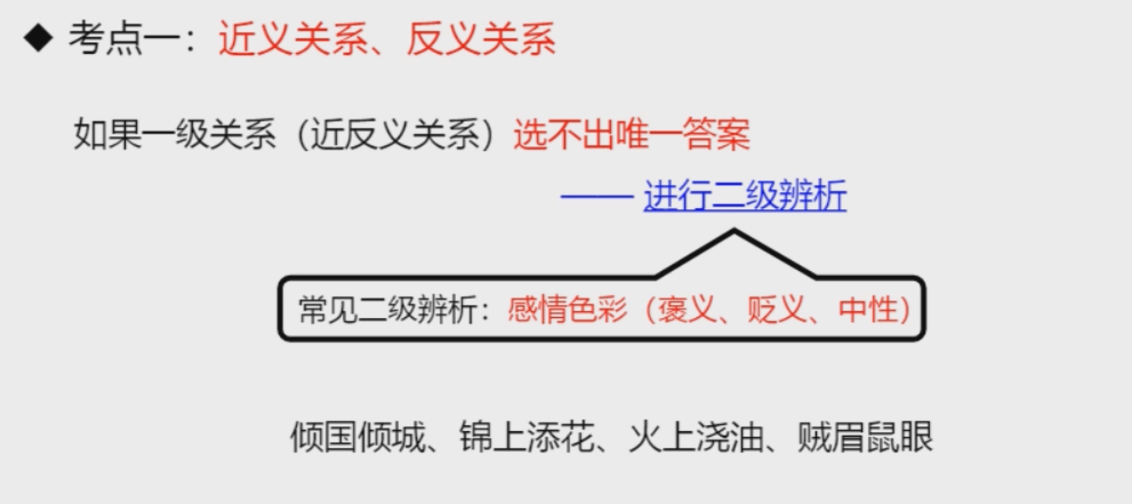 ◆ 考点一：近义关系、反义关系
如果一级关系（近反义关系）选不出唯一答案
—— 进行二级辨析
常见二级辨析：感情色彩（褒义、贬义、中性）
倾国倾城、锦上添花、火上浇油、贼眉鼠眼